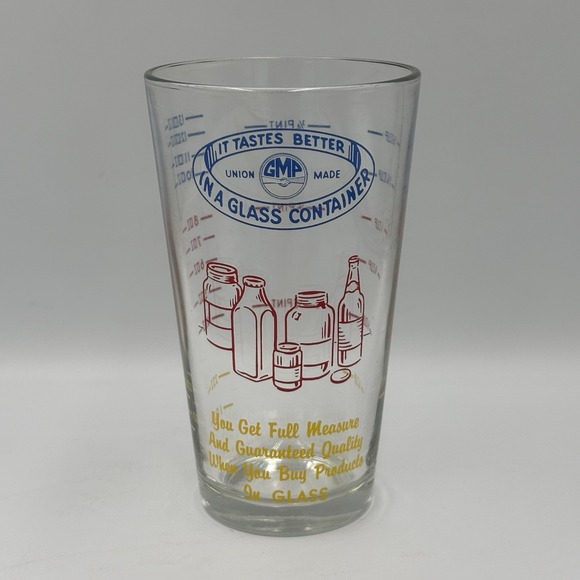 IT TASTES BETTER
UNION GMP MADE
IN A GLASS CONTAINER
You Get Full Measure
And Guaranteed Quality
When You Buy Products
In GLASS